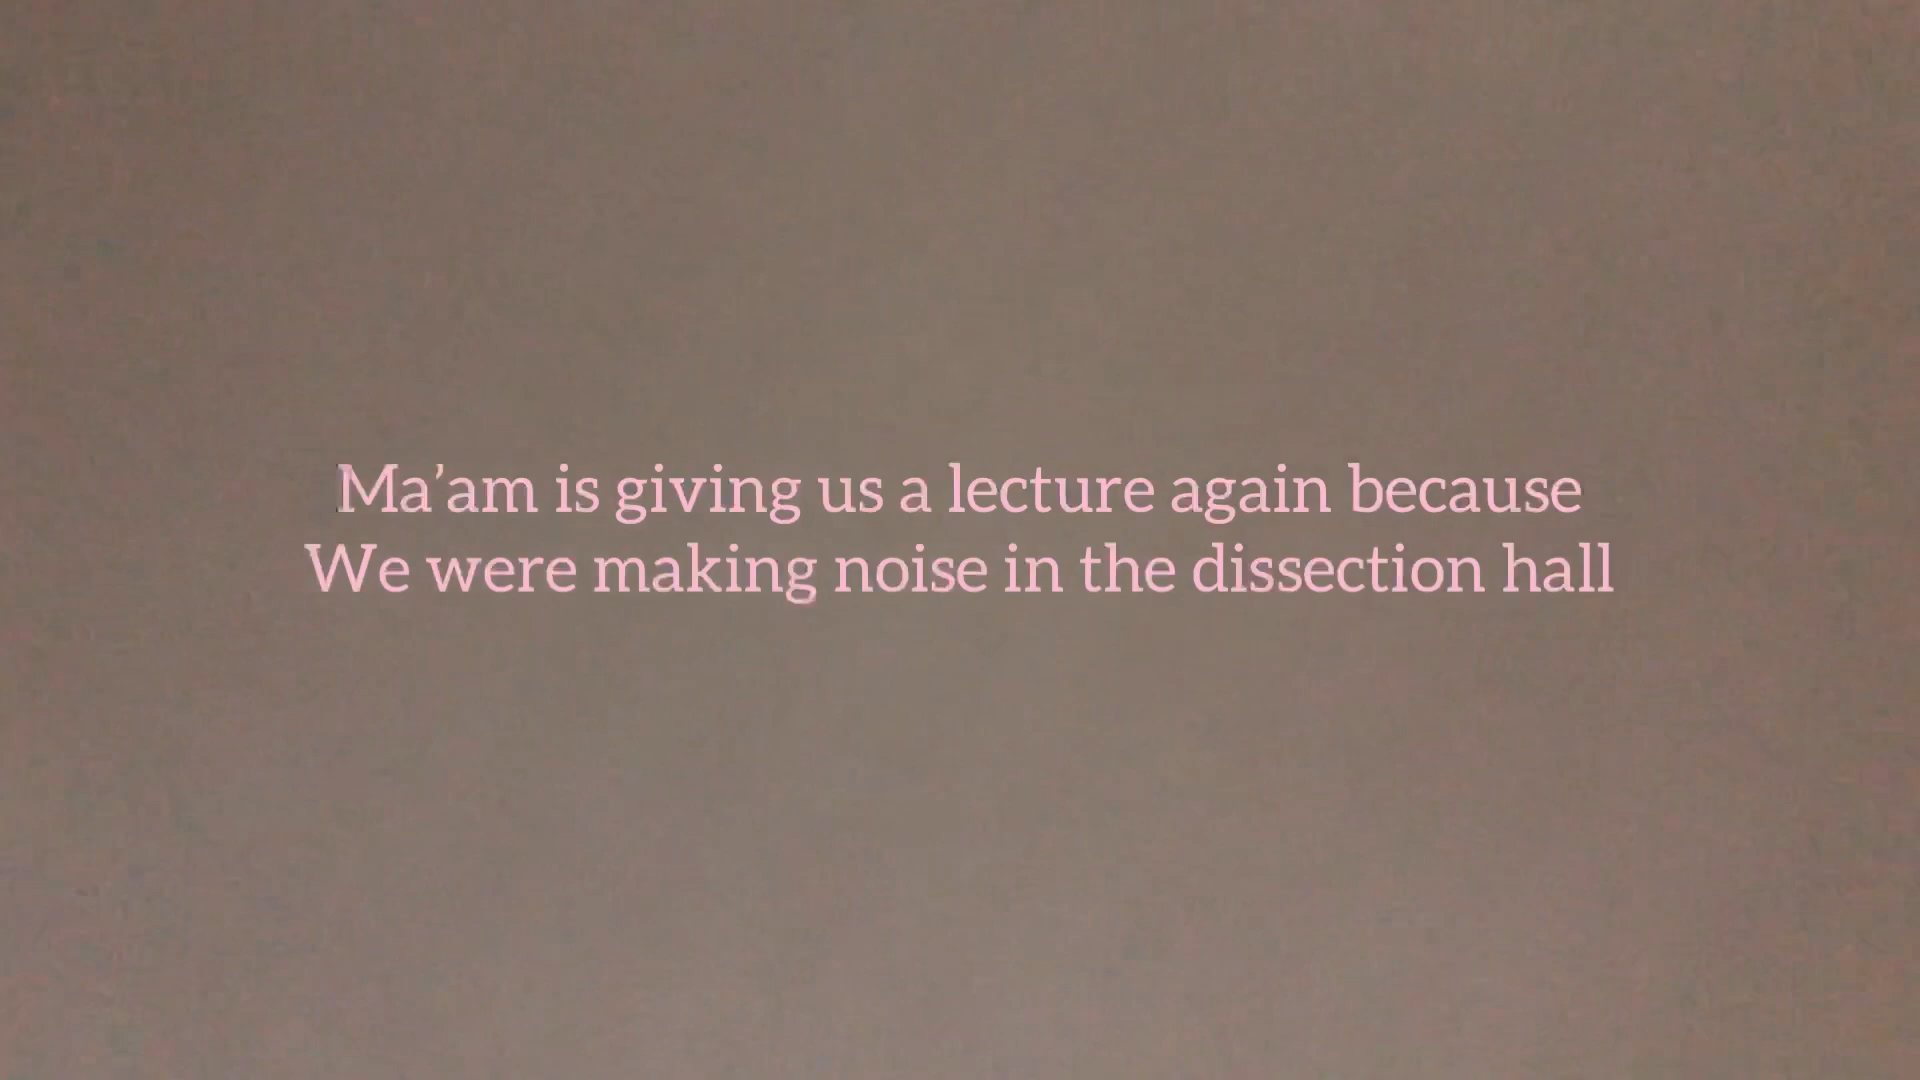 Ma’am is giving us a lecture again because
We were making noise in the dissection hall